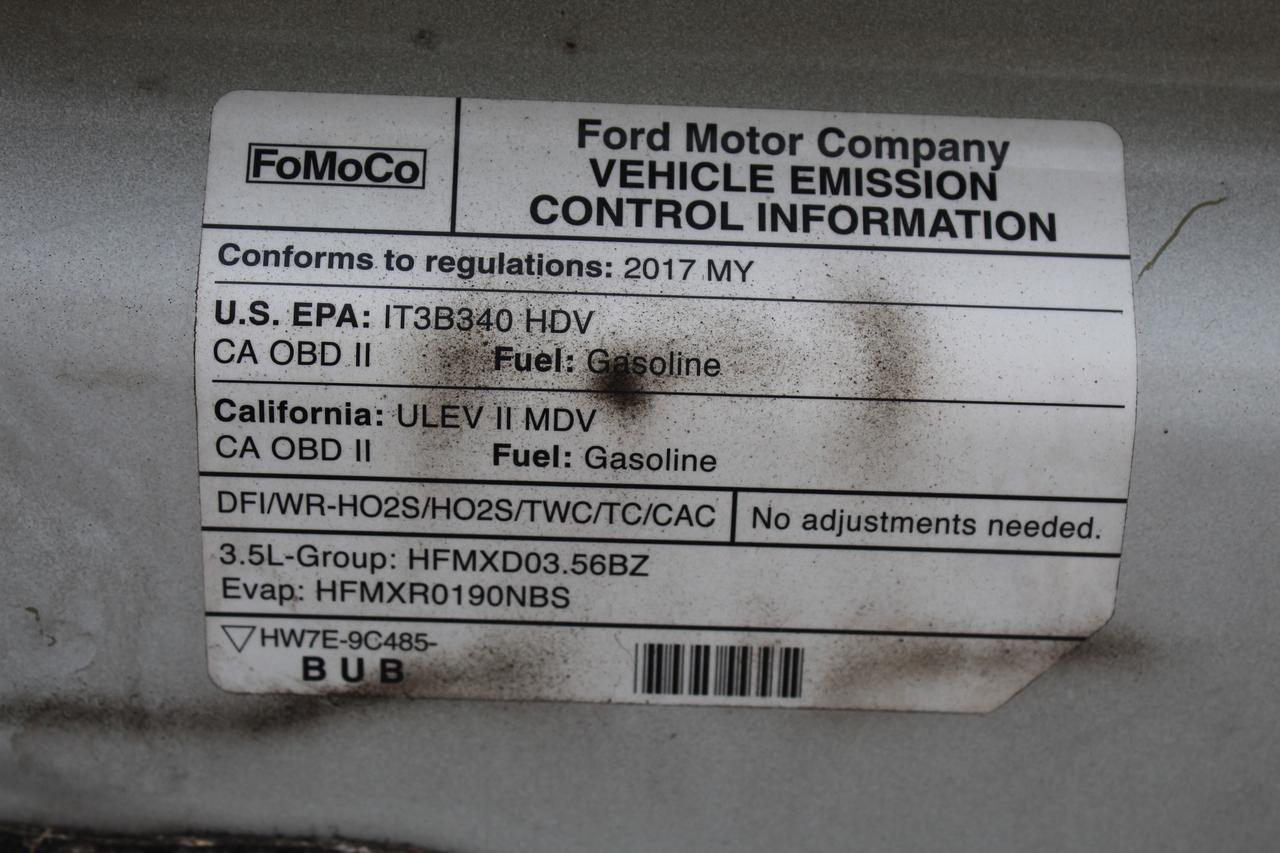 FoMoCo
Ford Motor Company
VEHICLE EMISSION
CONTROL INFORMATION
Conforms to regulations: 2017 MY
U.S. EPA: IT3B340 HDV
CA OBD II Fuel: Gasoline
California: ULEV II MDV
CA OBD II Fuel: Gasoline
DFI/WR-HO2S/HO2S/TWC/TC/CAC
No adjustments needed.
3.5L-Group: HFMXD03.56BZ
Evap: HFMXR0190NBS
HW7E-9C485-
BUB